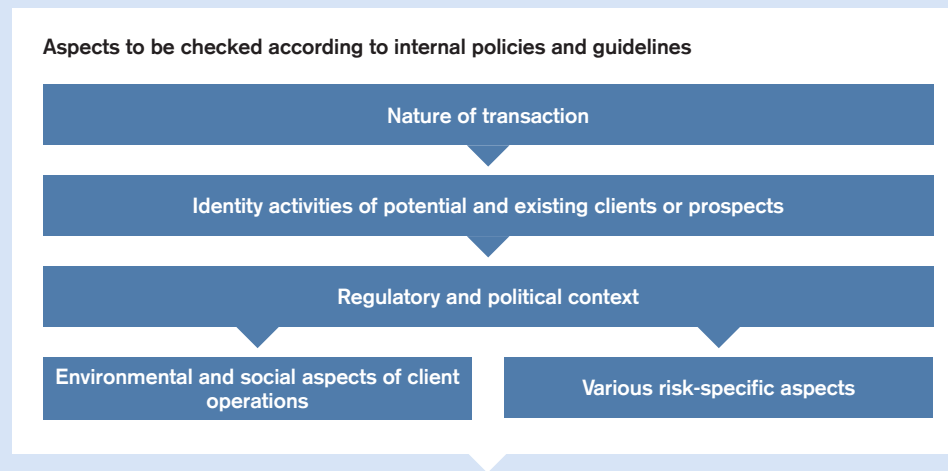 Aspects to be checked according to internal policies and guidelines
Nature of transaction
Identity activities of potential and existing clients or prospects
Regulatory and political context
Environmental and social aspects of client
operations
Various risk-specific aspects